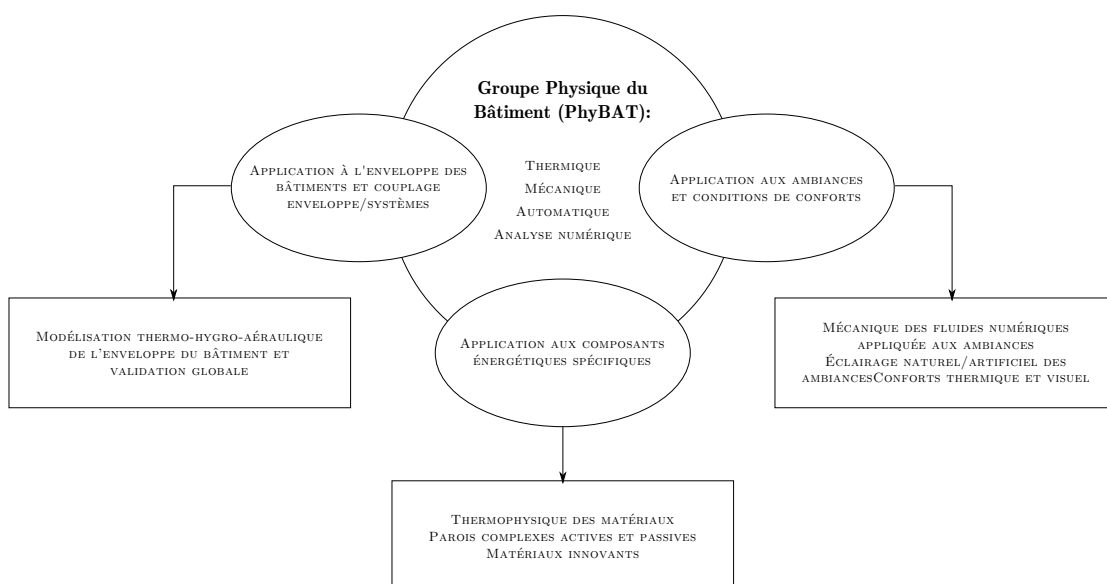 Groupe Physique du
Bâtiment (PhyBAT):
Thermique
Mécanique
Automatique
Analyse numérique
Application à l'enveloppe des
bâtiments et couplage
enveloppe/systèmes
Application aux ambiances
et conditions de conforts
Application aux composants
énergétiques spécifiques
Modélisation thermo-hygro-aéraulique
de l'enveloppe du bâtiment et
validation globale
Mécanique des fluides numériques
appliquée aux ambiances
Éclairage naturel/artificiel des
ambiancesConforts thermique et visuel
Thermophysique des matériaux
Parois complexes actives et passives
Matériaux innovants